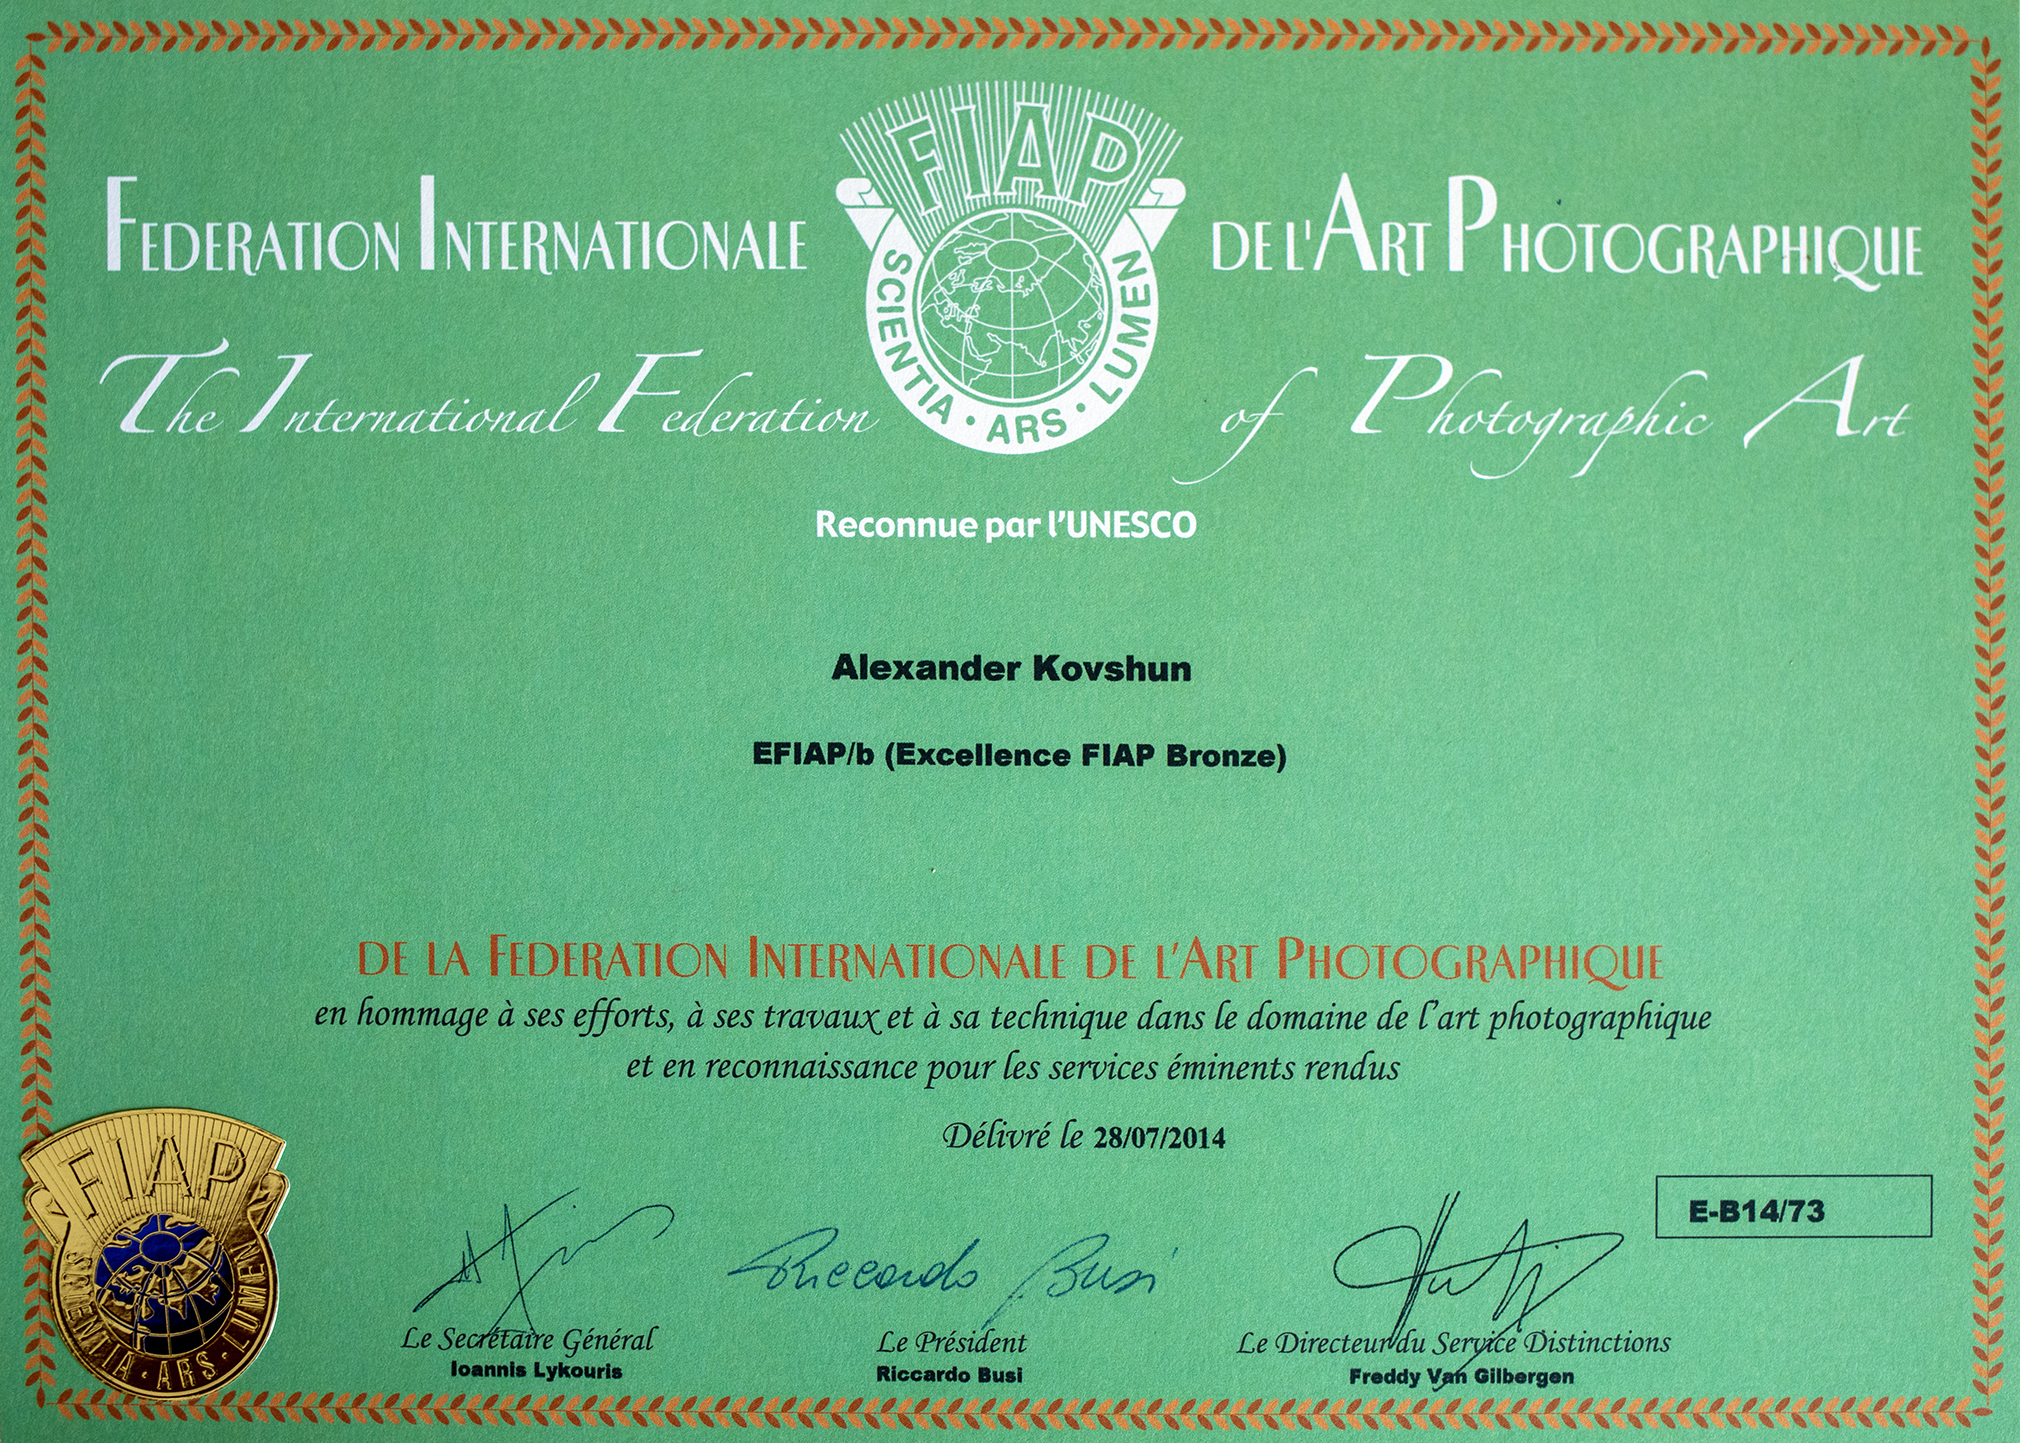 FIAP
FEDERATION INTERNATIONALE DE L'ART PHOTOGRAPHIQUE
SCIENTIA · ARS · LUMEN
The International Federation of Photographic Art
Reconnue par l'UNESCO
Alexander Kovshun
EFIAP/b (Excellence FIAP Bronze)
DE LA FEDERATION INTERNATIONALE DE L'ART PHOTOGRAPHIQUE
en hommage à ses efforts, à ses travaux et à sa technique dans le domaine de l'art photographique
et en reconnaissance pour les services éminents rendus
Délivré le 28/07/2014
FIAP
SCIENTIA · ARS · LUMEN
E-B14/73
Riccardo Busi
Le Secrétaire Général
Ioannis Lykouris
Le Président
Riccardo Busi
Le Directeur du Service Distinctions
Freddy Van Gilbergen